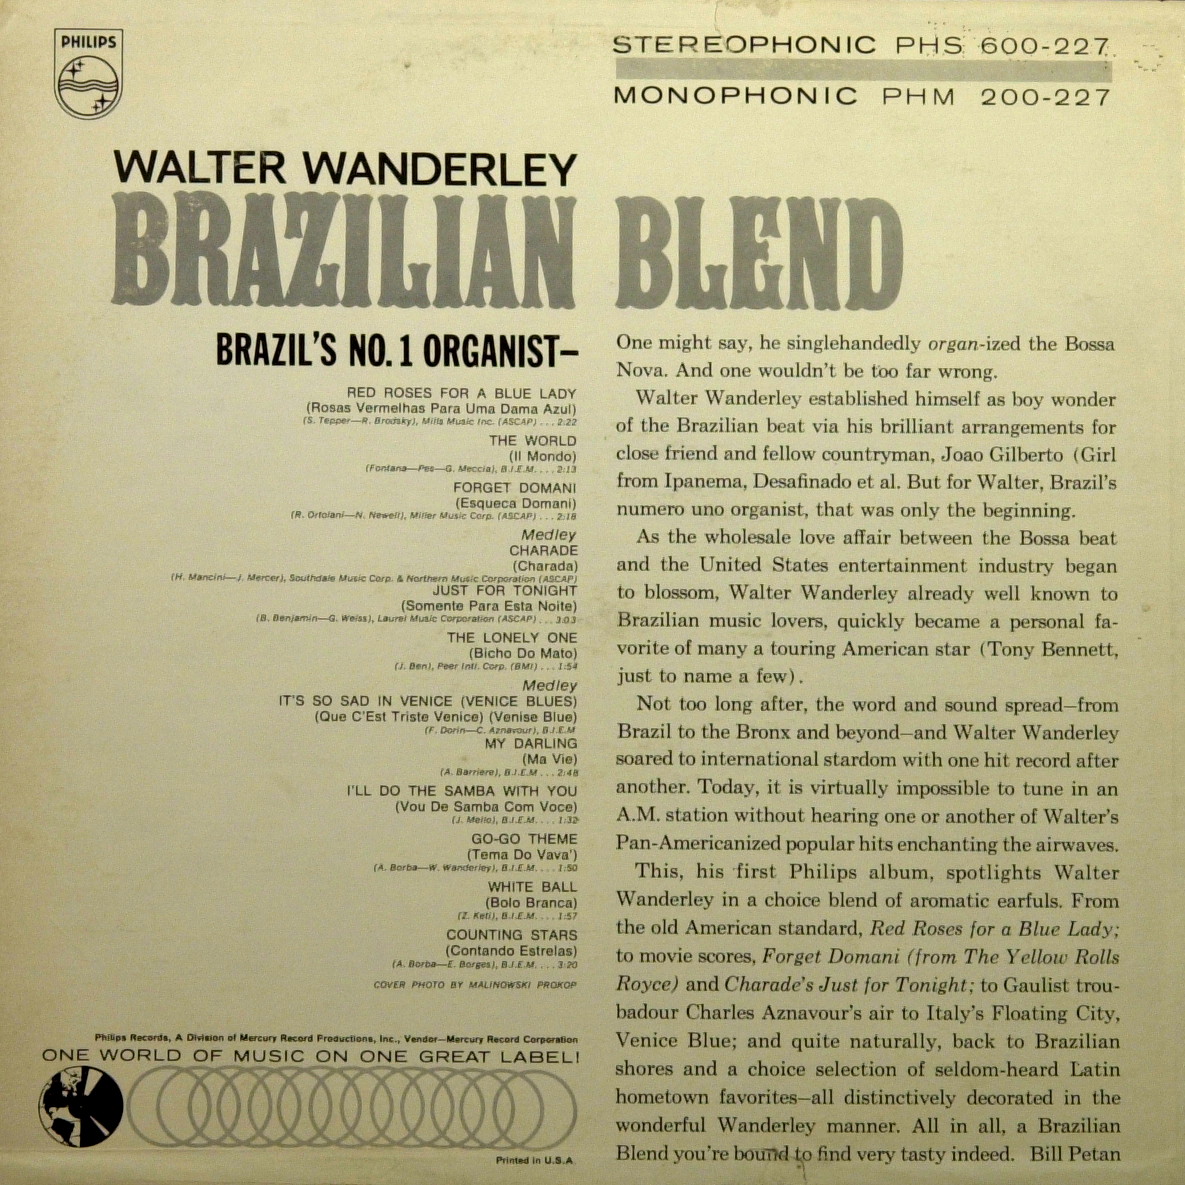 PHILIPS
STEREOPHONIC PHS 600-227
MONOPHONIC PHM 200-227
WALTER WANDERLEY
BRAZILIAN BLEND
BRAZIL'S NO. 1 ORGANIST—
RED ROSES FOR A BLUE LADY
(Rosas Vermelhas Para Uma Dama Azul)
(S. Tepper—R. Brodsky), Mills Music Inc. (ASCAP) . . . 2:22
THE WORLD
(Il Mondo)
(Fontana—Pes—G. Meccia), B.I.E.M. . . . 2:13
FORGET DOMANI
(Esqueca Domani)
(R. Ortolani—N. Newell), Miller Music Corp. (ASCAP) . . . 2:18
Medley
CHARADE
(Charada)
(H. Mancini—J. Mercer), Southdale Music Corp. & Northern Music Corporation (ASCAP)
JUST FOR TONIGHT
(Somente Para Esta Noite)
(B. Benjamin—G. Weiss), Laurel Music Corporation (ASCAP) . . . 3:03
THE LONELY ONE
(Bicho Do Mato)
(J. Ben), Peer Intl. Corp. (BMI) . . . 1:54
Medley
IT'S SO SAD IN VENICE (VENICE BLUES)
(Que C'Est Triste Venice) (Venise Blue)
(F. Dorin—C. Aznavour), B.I.E.M
MY DARLING
(Ma Vie)
(A. Barriere), B.I.E.M . . . 2:48
I'LL DO THE SAMBA WITH YOU
(Vou De Samba Com Voce)
(J. Mello), B.I.E.M. . . . 1:32
GO-GO THEME
(Tema Do Vava')
(A. Borba—W. Wanderley), B.I.E.M. . . . 1:50
WHITE BALL
(Bolo Branca)
(Z. Keti), B.I.E.M. . . . 1:57
COUNTING STARS
(Contando Estrelas)
(A. Borba—E. Borges), B.I.E.M. . . . 3:20
COVER PHOTO BY MALINOWSKI PROKOP
Philips Records, A Division of Mercury Record Productions, Inc., Vendor—Mercury Record Corporation
ONE WORLD OF MUSIC ON ONE GREAT LABEL!
Printed in U.S.A.
One might say, he singlehandedly organ-ized the Bossa
Nova. And one wouldn't be too far wrong.
Walter Wanderley established himself as boy wonder
of the Brazilian beat via his brilliant arrangements for
close friend and fellow countryman, Joao Gilberto (Girl
from Ipanema, Desafinado et al. But for Walter, Brazil's
numero uno organist, that was only the beginning.
As the wholesale love affair between the Bossa beat
and the United States entertainment industry began
to blossom, Walter Wanderley already well known to
Brazilian music lovers, quickly became a personal fa-
vorite of many a touring American star (Tony Bennett,
just to name a few).
Not too long after, the word and sound spread—from
Brazil to the Bronx and beyond—and Walter Wanderley
soared to international stardom with one hit record after
another. Today, it is virtually impossible to tune in an
A.M. station without hearing one or another of Walter's
Pan-Americanized popular hits enchanting the airwaves.
This, his first Philips album, spotlights Walter
Wanderley in a choice blend of aromatic earfuls. From
the old American standard, Red Roses for a Blue Lady;
to movie scores, Forget Domani (from The Yellow Rolls
Royce) and Charade's Just for Tonight; to Gaulist trou-
badour Charles Aznavour's air to Italy's Floating City,
Venice Blue; and quite naturally, back to Brazilian
shores and a choice selection of seldom-heard Latin
hometown favorites—all distinctively decorated in the
wonderful Wanderley manner. All in all, a Brazilian
Blend you're bound to find very tasty indeed. Bill Petan